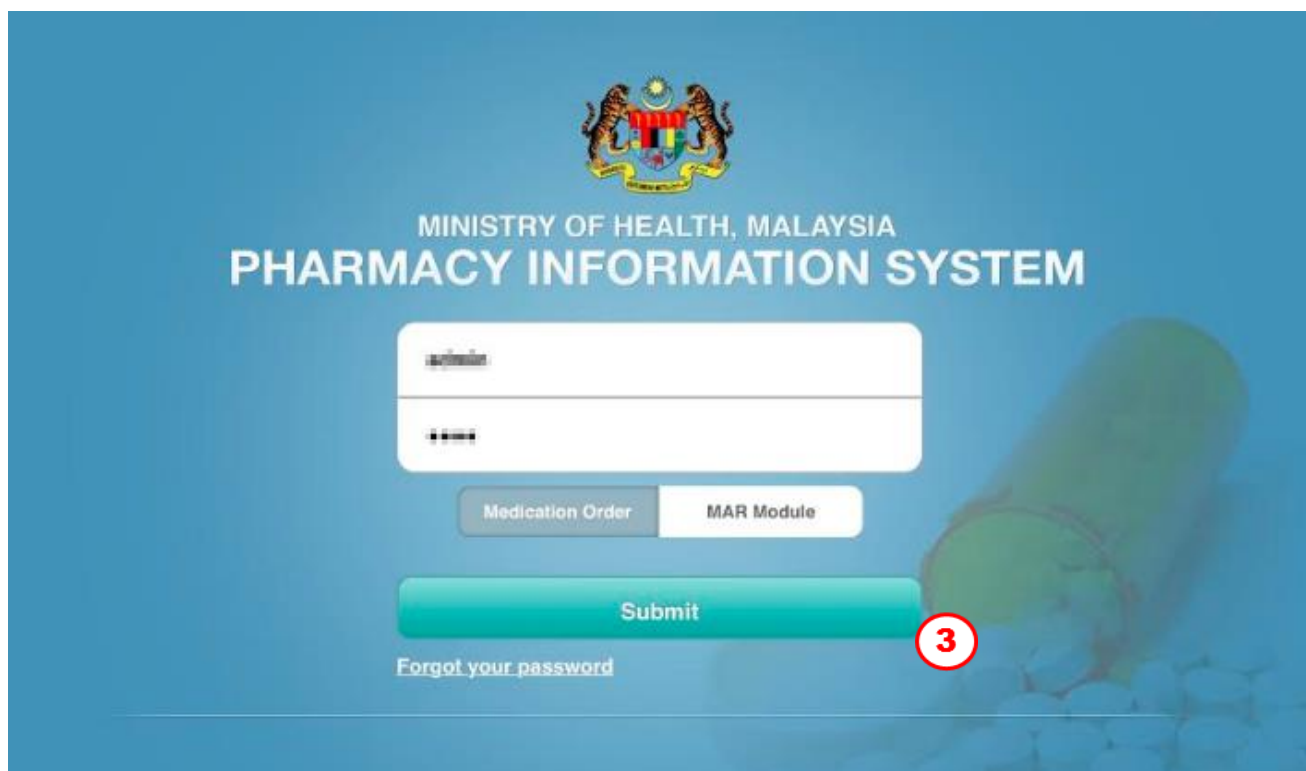 MINISTRY OF HEALTH, MALAYSIA
PHARMACY INFORMATION SYSTEM
Medication Order MAR Module
Submit
3
Forgot your password